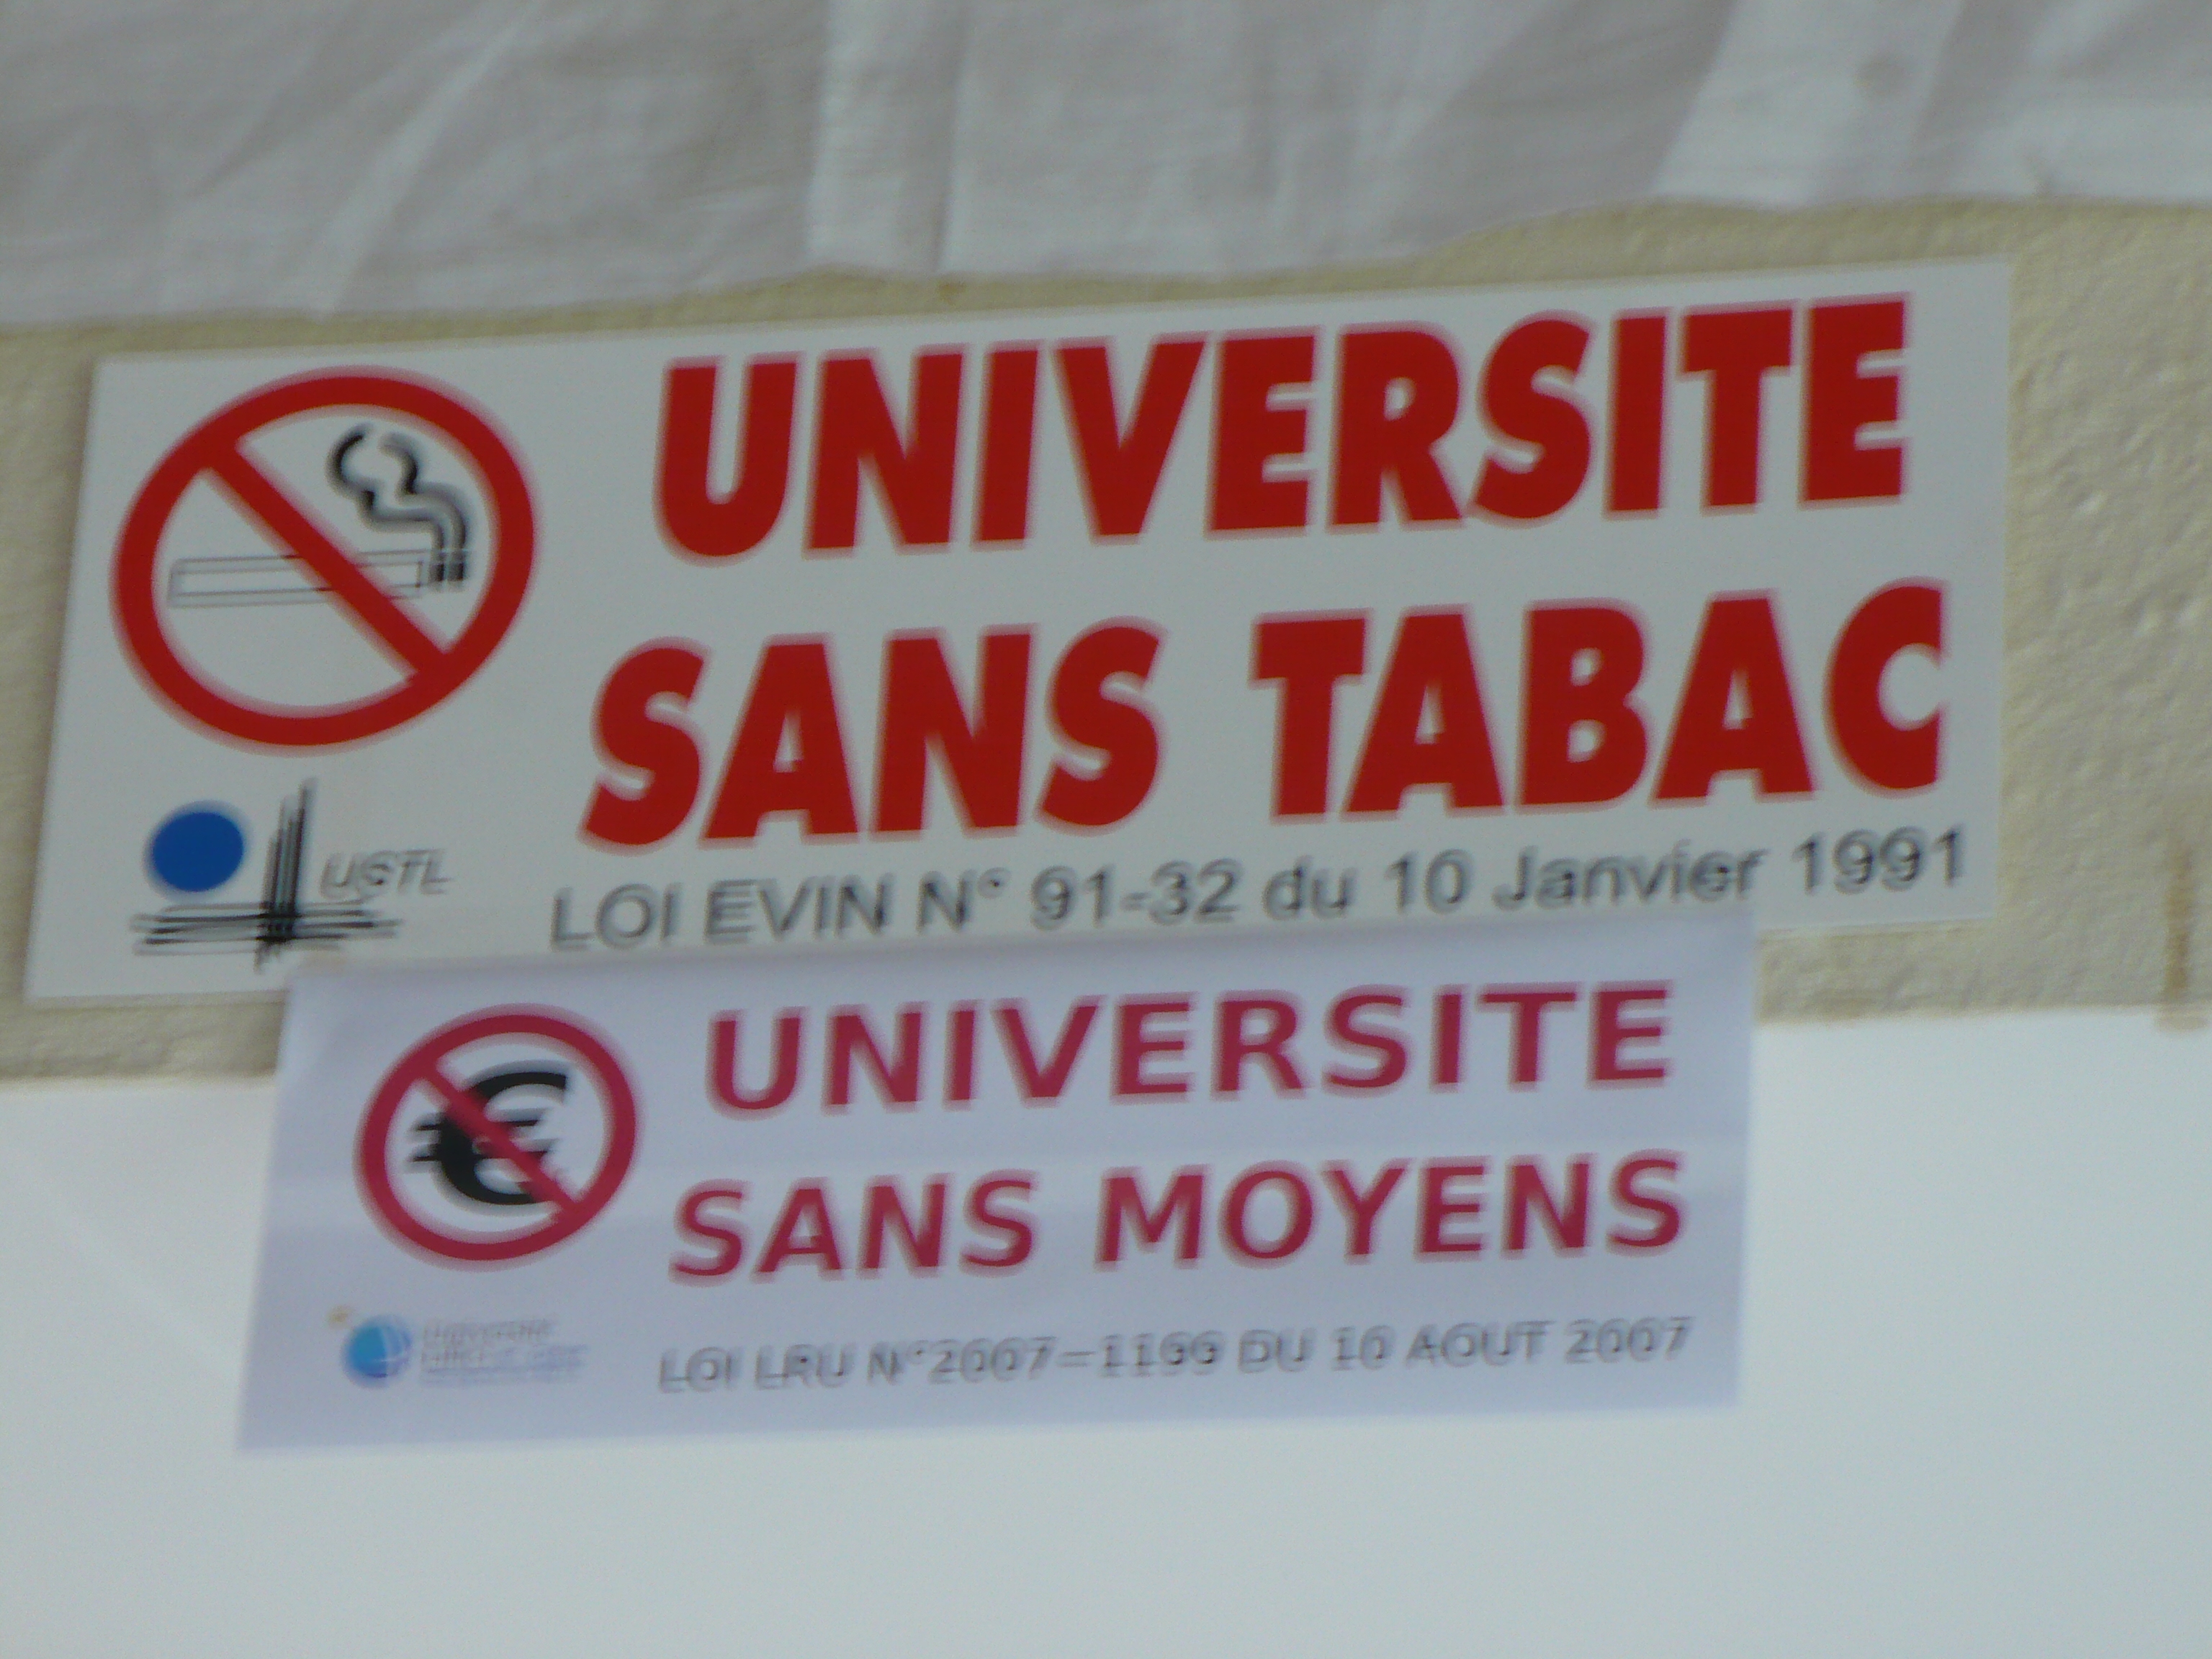 UNIVERSITE
SANS TABAC
USTL
LOI EVIN N° 91-32 du 10 Janvier 1991
UNIVERSITE
SANS MOYENS
LOI LRU N°2007-1199 DU 10 AOUT 2007